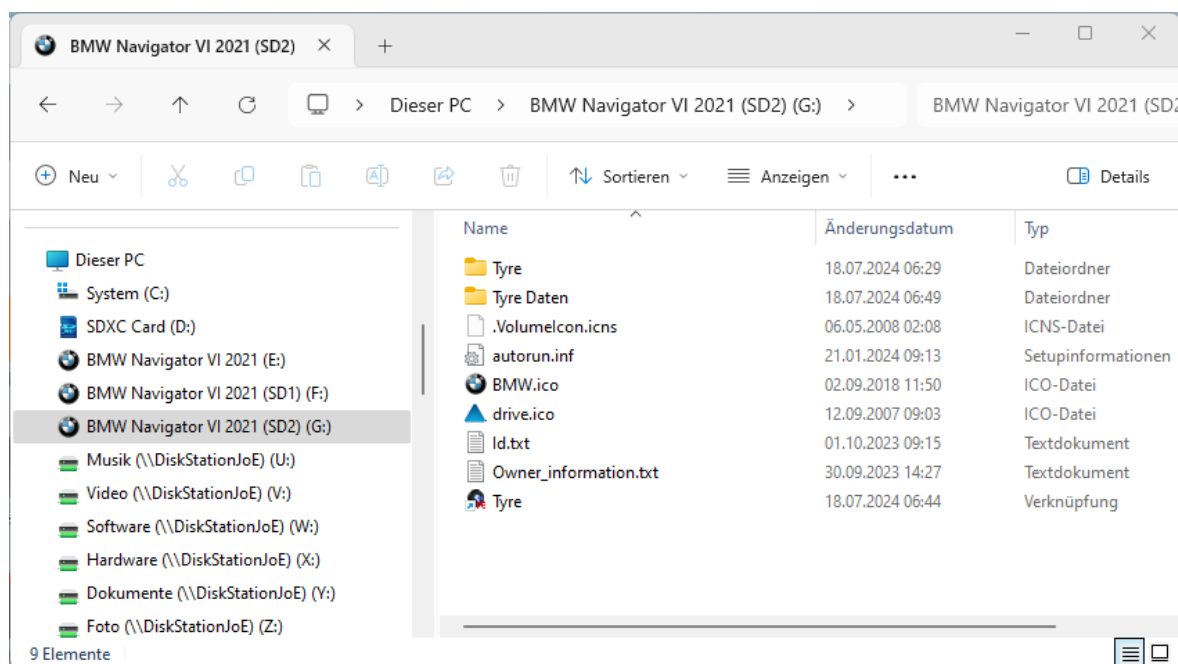 BMW Navigator VI 2021 (SD2)
Dieser PC > BMW Navigator VI 2021 (SD2) (G:) > BMW Navigator VI 2021 (SD2
Neu Sortieren Anzeigen ... Details
Name Änderungsdatum Typ
Dieser PC
System (C:)
SDXC Card (D:)
BMW Navigator VI 2021 (E:)
BMW Navigator VI 2021 (SD1) (F:)
BMW Navigator VI 2021 (SD2) (G:)
Musik (\\DiskStationJoE) (U:)
Video (\\DiskStationJoE) (V:)
Software (\\DiskStationJoE) (W:)
Hardware (\\DiskStationJoE) (X:)
Dokumente (\\DiskStationJoE) (Y:)
Foto (\\DiskStationJoE) (Z:)
Tyre 18.07.2024 06:29 Dateiordner
Tyre Daten 18.07.2024 06:49 Dateiordner
.VolumeIcon.icns 06.05.2008 02:08 ICNS-Datei
autorun.inf 21.01.2024 09:13 Setupinformationen
BMW.ico 02.09.2018 11:50 ICO-Datei
drive.ico 12.09.2007 09:03 ICO-Datei
Id.txt 01.10.2023 09:15 Textdokument
Owner_information.txt 30.09.2023 14:27 Textdokument
Tyre 18.07.2024 06:44 Verknüpfung
9 Elemente